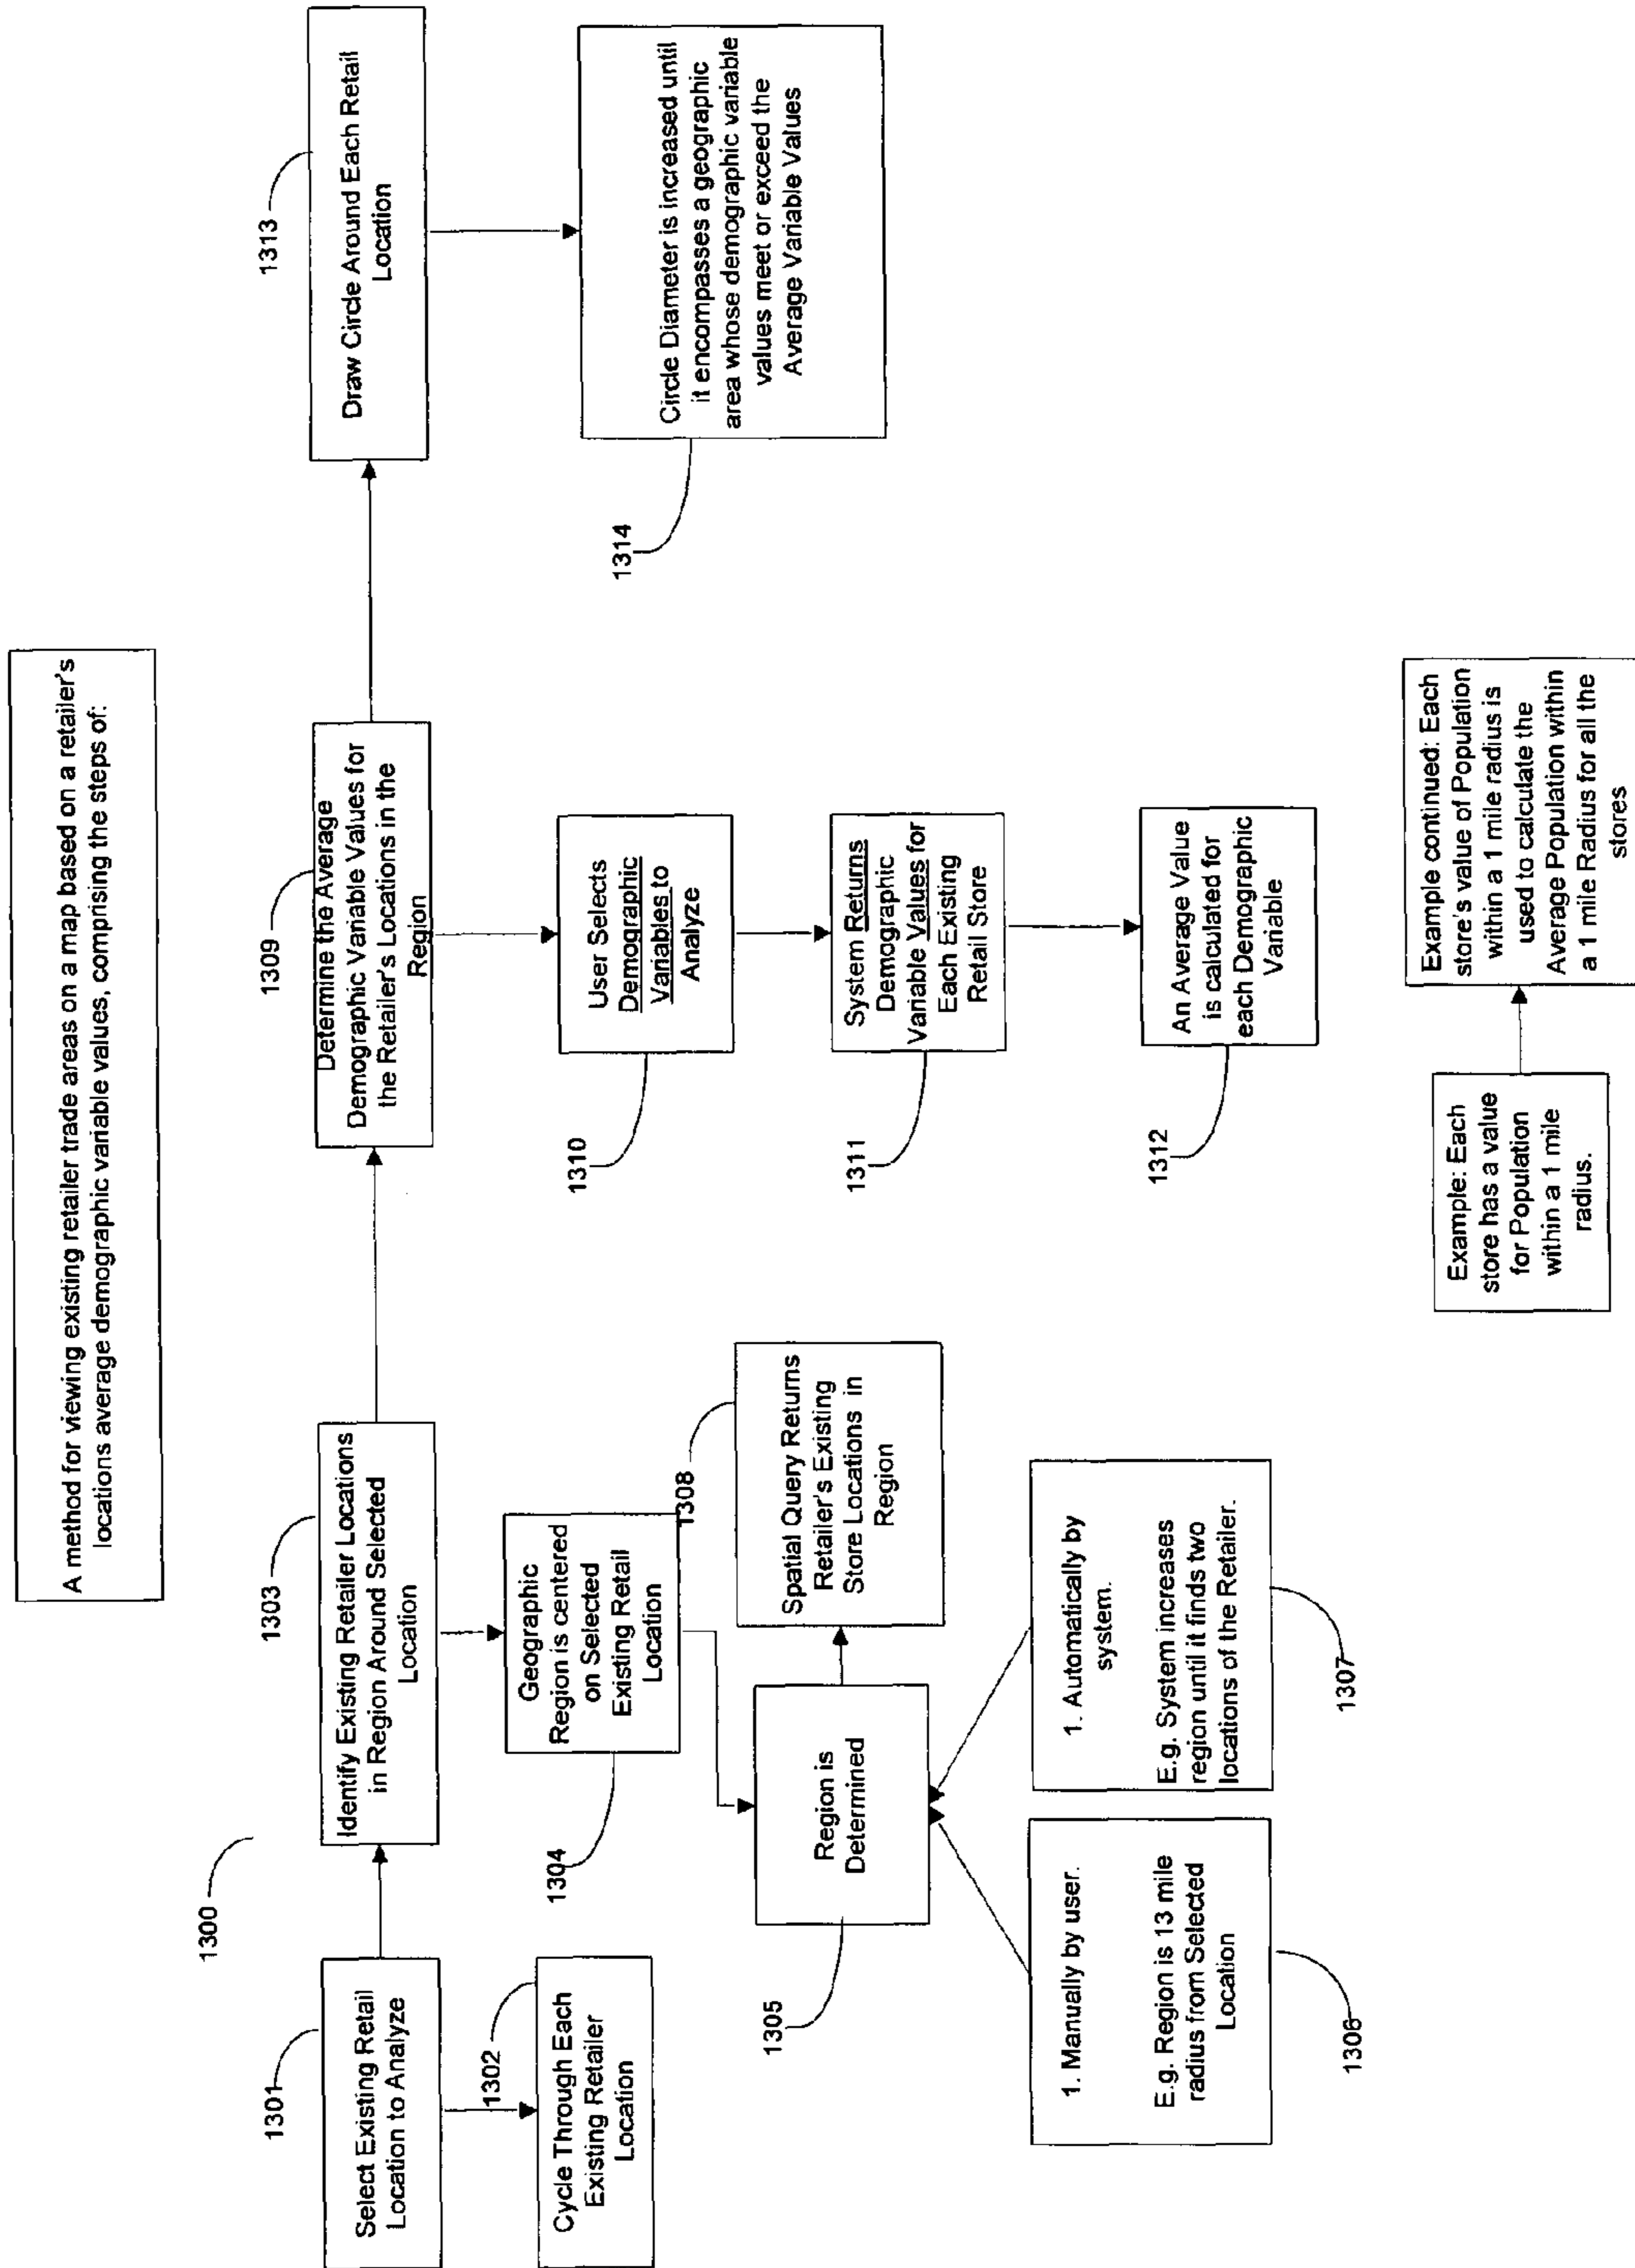 A method for viewing existing retailer trade areas on a map based on a retailer's
locations average demographic variable values, comprising the steps of:
1300
1301
Select Existing Retail
Location to Analyze
1302
Cycle Through Each
Existing Retailer
Location
1303
Identify Existing Retailer Locations
in Region Around Selected
Location
1304
Geographic
Region is centered
on Selected
Existing Retail
Location
1305
Region is
Determined
1306
1. Manually by user.
E.g. Region is 13 mile
radius from Selected
Location
1307
1. Automatically by
system.
E.g. System increases
region until it finds two
locations of the Retailer.
1308
Spatial Query Returns
Retailer's Existing
Store Locations in
Region
1309
Determine the Average
Demographic Variable Values for
the Retailer's Locations in the
Region
1310
User Selects
Demographic
Variables to
Analyze
1311
System Returns
Demographic
Variable Values for
Each Existing
Retail Store
1312
An Average Value
is calculated for
each Demographic
Variable
Example: Each
store has a value
for Population
within a 1 mile
radius.
Example continued: Each
store's value of Population
within a 1 mile radius is
used to calculate the
Average Population within
a 1 mile Radius for all the
stores
1313
Draw Circle Around Each Retail
Location
1314
Circle Diameter is increased until
it encompasses a geographic
area whose demographic variable
values meet or exceed the
Average Variable Values